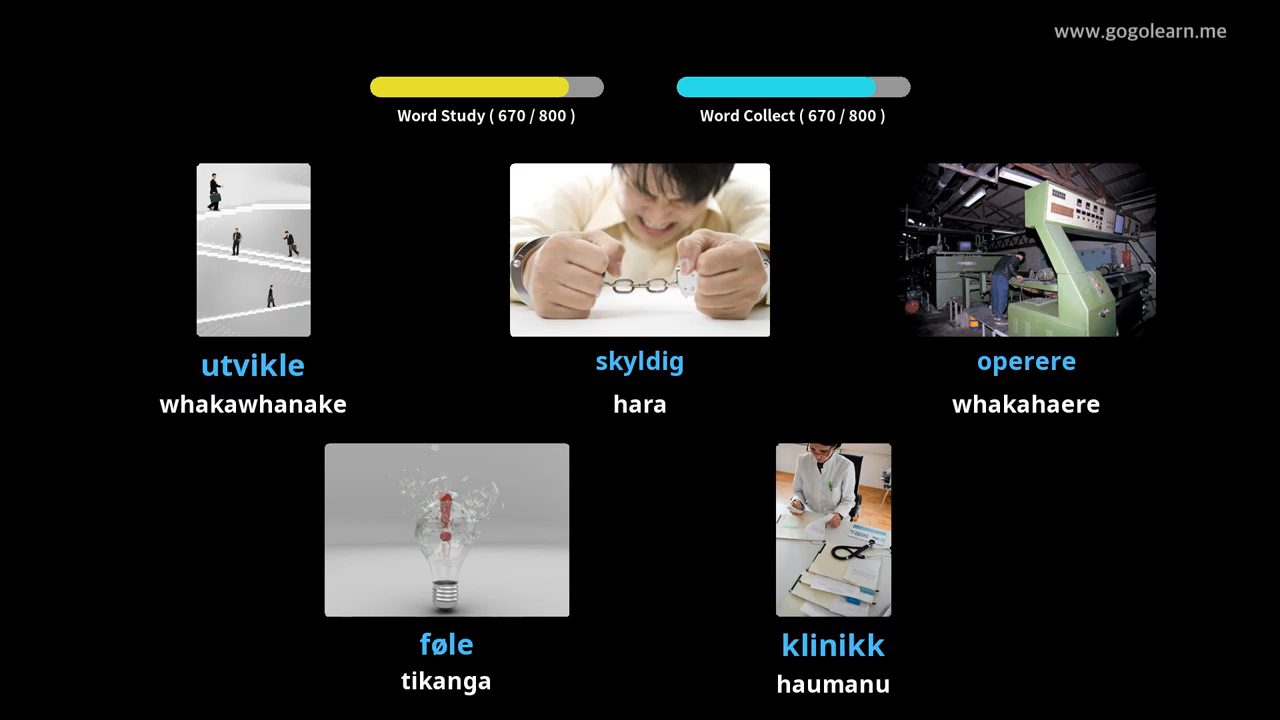 www.gogolearn.me
Word Study ( 670 / 800 )
Word Collect ( 670 / 800 )
utvikle
whakawhanake
skyldig
hara
operere
whakahaere
føle
tikanga
klinikk
haumanu